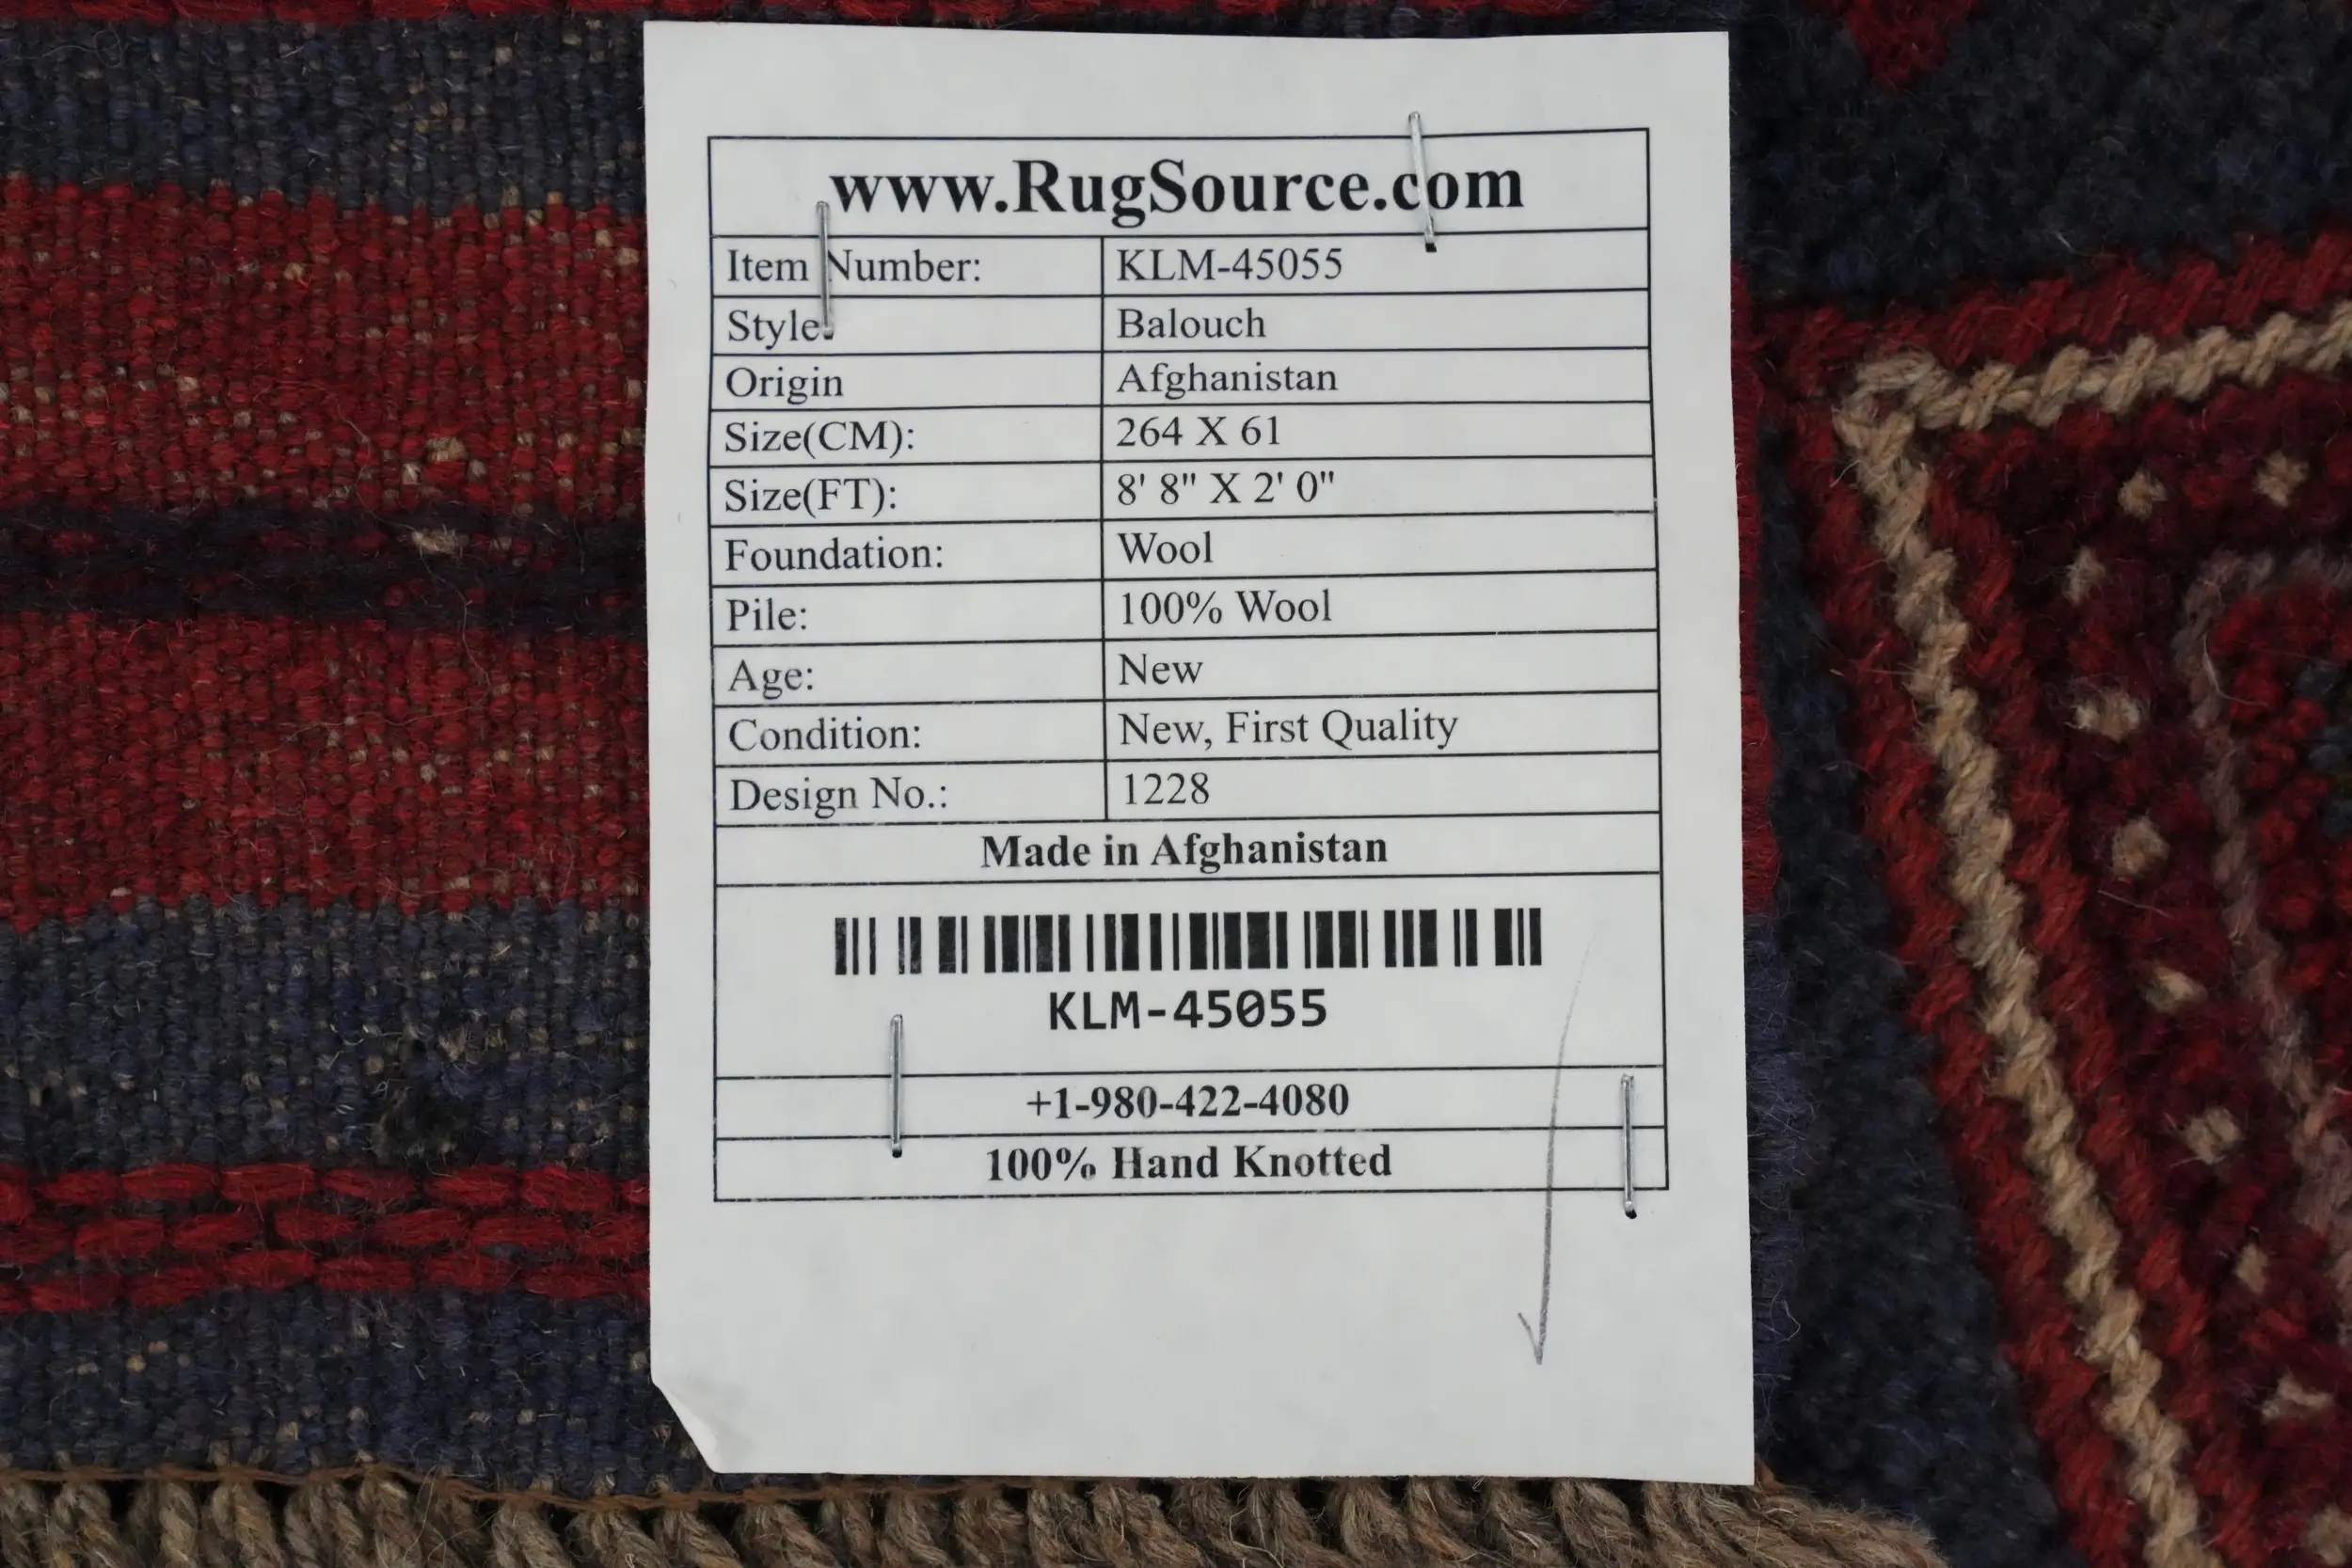 www.RugSource.com
Item Number: KLM-45055
Style: Balouch
Origin Afghanistan
Size(CM): 264 X 61
Size(FT): 8' 8" X 2' 0"
Foundation: Wool
Pile: 100% Wool
Age: New
Condition: New, First Quality
Design No.: 1228
Made in Afghanistan
KLM-45055
+1-980-422-4080
100% Hand Knotted